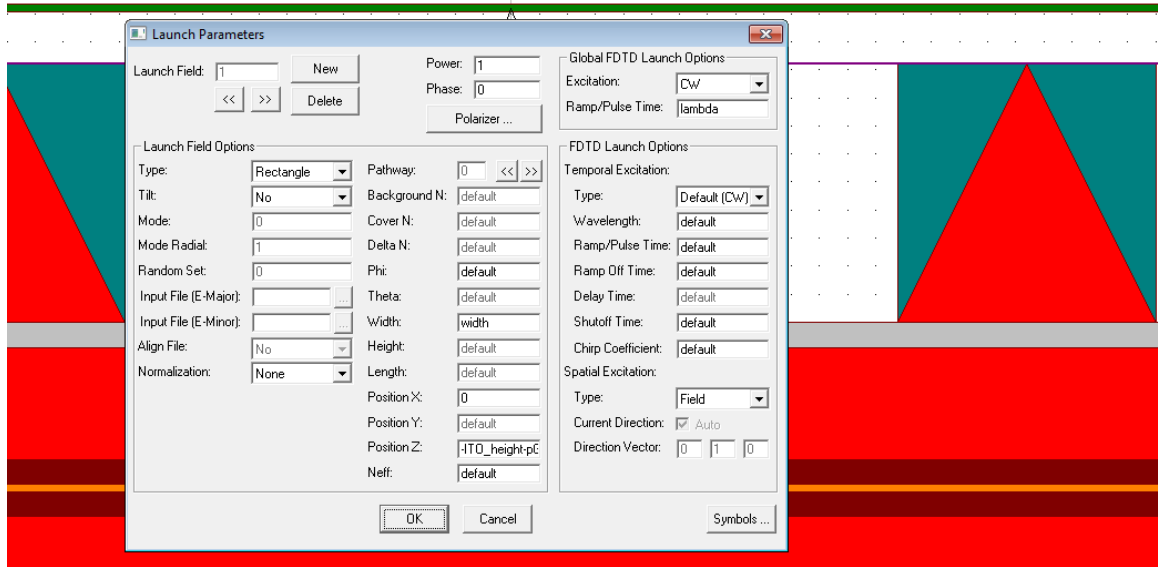 Launch Parameters
Launch Field: 1 New
<< >> Delete
Power: 1
Phase: 0
Polarizer ...
Global FDTD Launch Options
Excitation: CW
Ramp/Pulse Time: lambda
Launch Field Options
Type: Rectangle
Tilt: No
Mode: 0
Mode Radial: 1
Random Set: 0
Input File (E-Major): ...
Input File (E-Minor): ...
Align File: No
Normalization: None
Pathway: 0 << >>
Background N: default
Cover N: default
Delta N: default
Phi: default
Theta: default
Width: width
Height: default
Length: default
Position X: 0
Position Y: default
Position Z: -ITO_height-pG
Neff: default
FDTD Launch Options
Temporal Excitation:
Type: Default (CW)
Wavelength: default
Ramp/Pulse Time: default
Ramp Off Time: default
Delay Time: default
Shutoff Time: default
Chirp Coefficient: default
Spatial Excitation:
Type: Field
Current Direction: Auto
Direction Vector: 0 1 0
OK Cancel Symbols ...